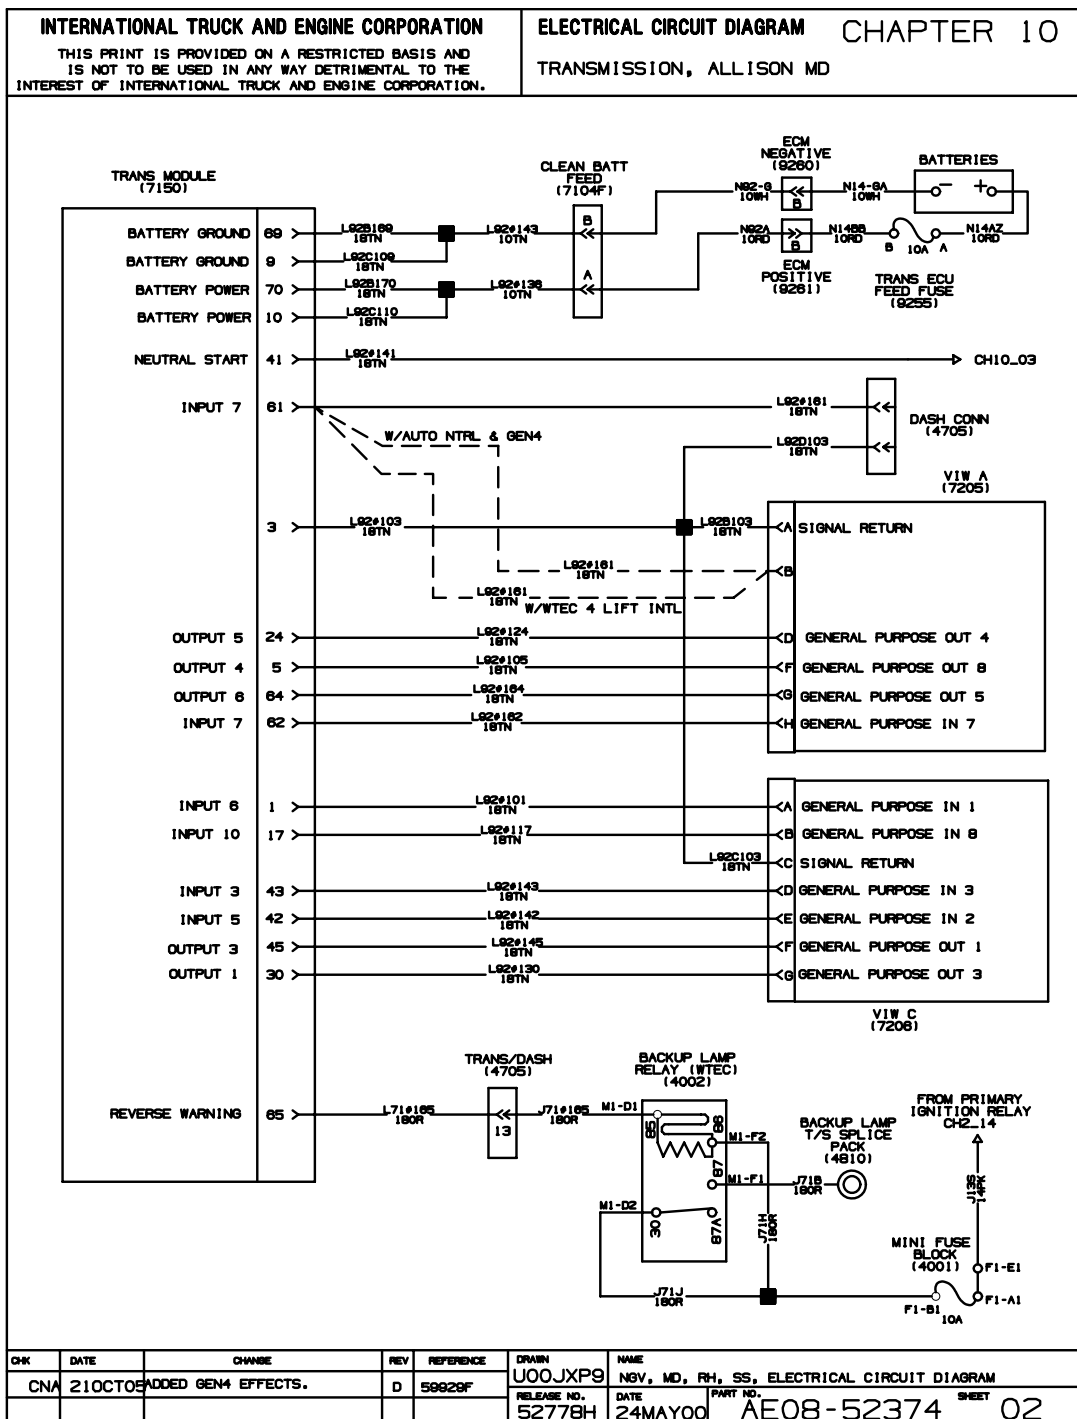 INTERNATIONAL TRUCK AND ENGINE CORPORATION
THIS PRINT IS PROVIDED ON A RESTRICTED BASIS AND
IS NOT TO BE USED IN ANY WAY DETRIMENTAL TO THE
INTEREST OF INTERNATIONAL TRUCK AND ENGINE CORPORATION.
ELECTRICAL CIRCUIT DIAGRAM
CHAPTER 10
TRANSMISSION, ALLISON MD
TRANS MODULE
(7150)
CLEAN BATT
FEED
(7104F)
ECM
NEGATIVE
(9260)
BATTERIES
BATTERY GROUND 69
L92B169
18TN
L92#143
10TN
B
N92-G
10WH
B
N14-GA
10WH
- +
BATTERY GROUND 9
L92C109
18TN
N92A
10RD
B
N14BB
10RD
B 10A A
N14AZ
10RD
ECM
POSITIVE
(9261)
TRANS ECU
FEED FUSE
(9255)
BATTERY POWER 70
L92B170
18TN
L92#136
10TN
A
BATTERY POWER 10
L92C110
18TN
NEUTRAL START 41
L92#141
18TN
CH10_03
INPUT 7 61
L92#161
18TN
DASH CONN
(4705)
W/AUTO NTRL & GEN4
L92D103
18TN
VIW A
(7205)
3
L92#103
18TN
L92B103
18TN
A SIGNAL RETURN
L92#161
18TN
B
L92#161
18TN
W/WTEC 4 LIFT INTL
OUTPUT 5 24
L92#124
18TN
D GENERAL PURPOSE OUT 4
OUTPUT 4 5
L92#105
18TN
F GENERAL PURPOSE OUT 8
OUTPUT 6 64
L92#164
18TN
G GENERAL PURPOSE OUT 5
INPUT 7 62
L92#162
18TN
H GENERAL PURPOSE IN 7
INPUT 6 1
L92#101
18TN
A GENERAL PURPOSE IN 1
INPUT 10 17
L92#117
18TN
B GENERAL PURPOSE IN 8
L92C103
18TN
C SIGNAL RETURN
INPUT 3 43
L92#143
18TN
D GENERAL PURPOSE IN 3
INPUT 5 42
L92#142
18TN
E GENERAL PURPOSE IN 2
OUTPUT 3 45
L92#145
18TN
F GENERAL PURPOSE OUT 1
OUTPUT 1 30
L92#130
18TN
G GENERAL PURPOSE OUT 3
VIW C
(7206)
TRANS/DASH
(4705)
BACKUP LAMP
RELAY (WTEC)
(4002)
REVERSE WARNING 65
L71#165
18OR
13
J71#165
18OR
M1-D1
85
86
M1-F2
87
M1-F1
M1-D2
30
87A
BACKUP LAMP
T/S SPLICE
PACK
(4810)
J71B
18OR
J71H
18OR
J71J
18OR
FROM PRIMARY
IGNITION RELAY
CH2_14
J13S
14PK
MINI FUSE
BLOCK
(4001)
F1-E1
F1-B1
F1-A1
10A
CHK DATE CHANGE REV REFERENCE
CNA 21OCT05 ADDED GEN4 EFFECTS. D 59929F
DRAWN
U00JXP9
NAME
NGV, MD, RH, SS, ELECTRICAL CIRCUIT DIAGRAM
RELEASE NO.
52778H
DATE
24MAY00
PART NO.
AE08-52374
SHEET
02